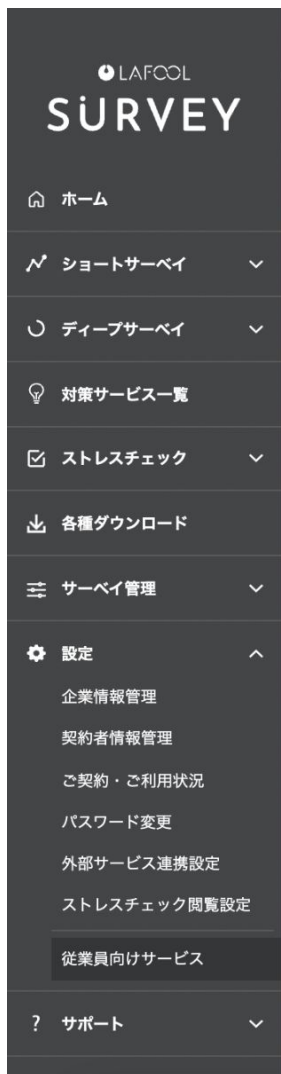 LAFOOL
SURVEY
ホーム
ショートサーベイ
ディープサーベイ
対策サービス一覧
ストレスチェック
各種ダウンロード
サーベイ管理
設定
企業情報管理
契約者情報管理
ご契約・ご利用状況
パスワード変更
外部サービス連携設定
ストレスチェック閲覧設定
従業員向けサービス
? サポート